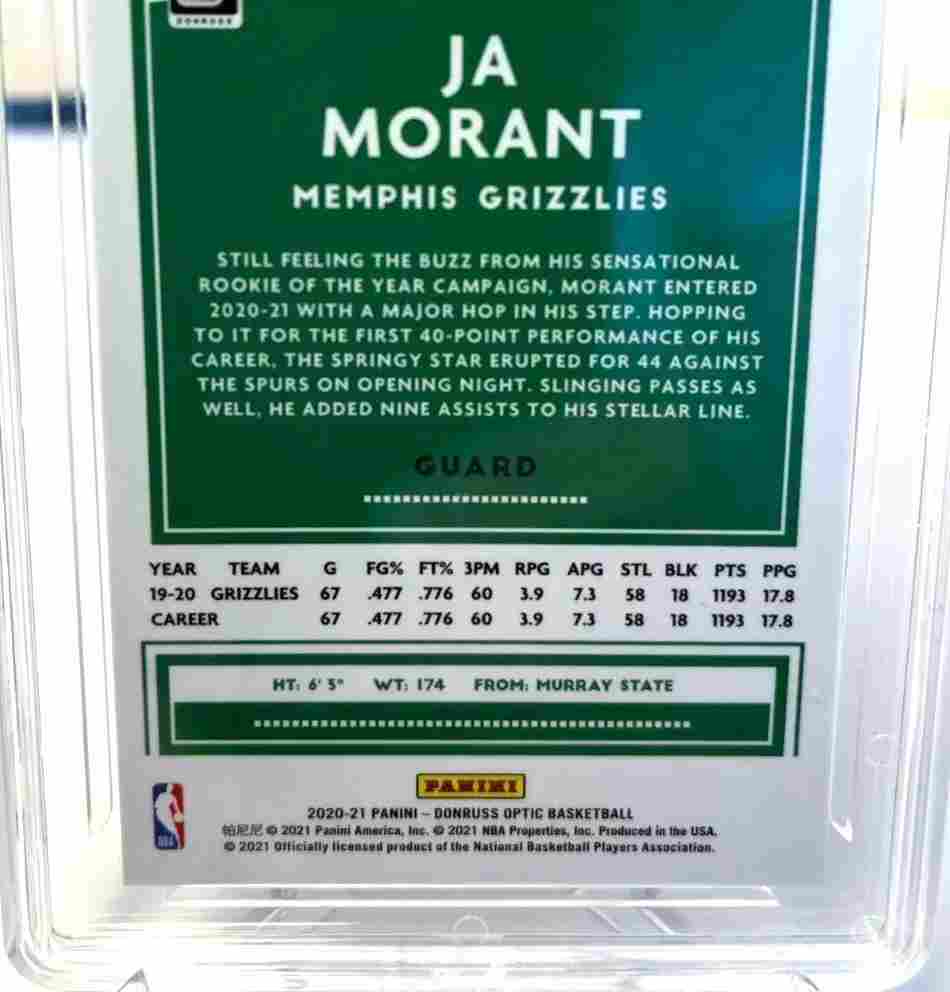 DONRUSS
JA
MORANT
MEMPHIS GRIZZLIES
STILL FEELING THE BUZZ FROM HIS SENSATIONAL
ROOKIE OF THE YEAR CAMPAIGN, MORANT ENTERED
2020-21 WITH A MAJOR HOP IN HIS STEP. HOPPING
TO IT FOR THE FIRST 40-POINT PERFORMANCE OF HIS
CAREER, THE SPRINGY STAR ERUPTED FOR 44 AGAINST
THE SPURS ON OPENING NIGHT. SLINGING PASSES AS
WELL, HE ADDED NINE ASSISTS TO HIS STELLAR LINE.
GUARD
YEAR TEAM G FG% FT% 3PM RPG APG STL BLK PTS PPG
19-20 GRIZZLIES 67 .477 .776 60 3.9 7.3 58 18 1193 17.8
CAREER 67 .477 .776 60 3.9 7.3 58 18 1193 17.8
HT: 6' 3" WT: 174 FROM: MURRAY STATE
PANINI
2020-21 PANINI – DONRUSS OPTIC BASKETBALL
帕尼尼 © 2021 Panini America, Inc. © 2021 NBA Properties, Inc. Produced in the USA.
© 2021 Officially licensed product of the National Basketball Players Association.
NBA